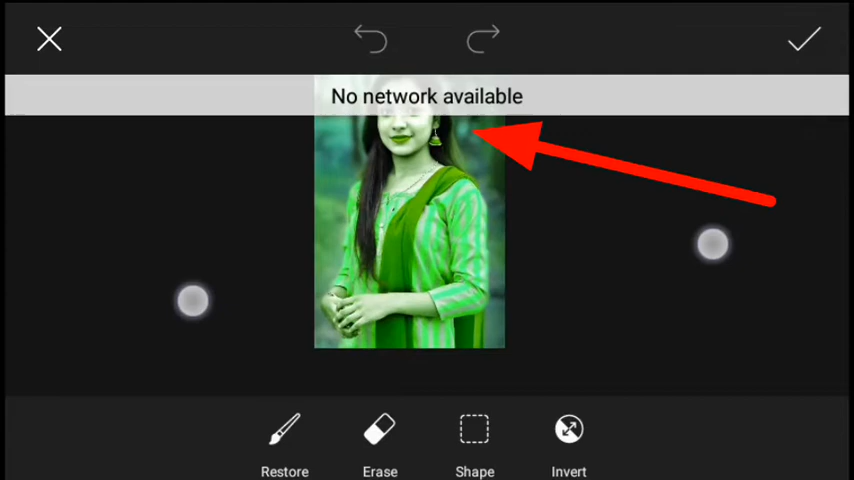 No network available
Restore
Erase
Shape
Invert